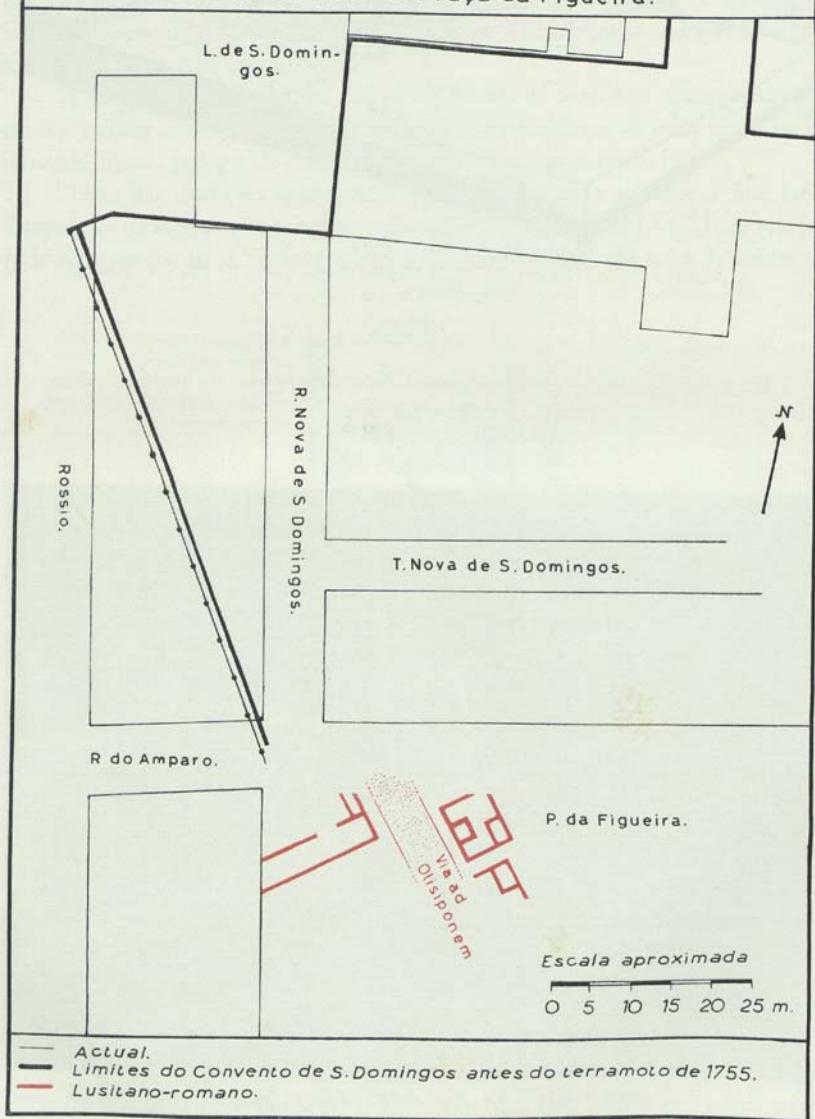 da Figueira.
L. de S. Domin-
gos.
Rossio.
R. Nova de S Domingos.
N
T. Nova de S. Domingos.
R do Amparo.
P. da Figueira.
Via ad
Olisiponem
Escala aproximada
0 5 10 15 20 25 m.
Actual.
Limites do Convento de S. Domingos antes do terramoto de 1755.
Lusitano-romano.